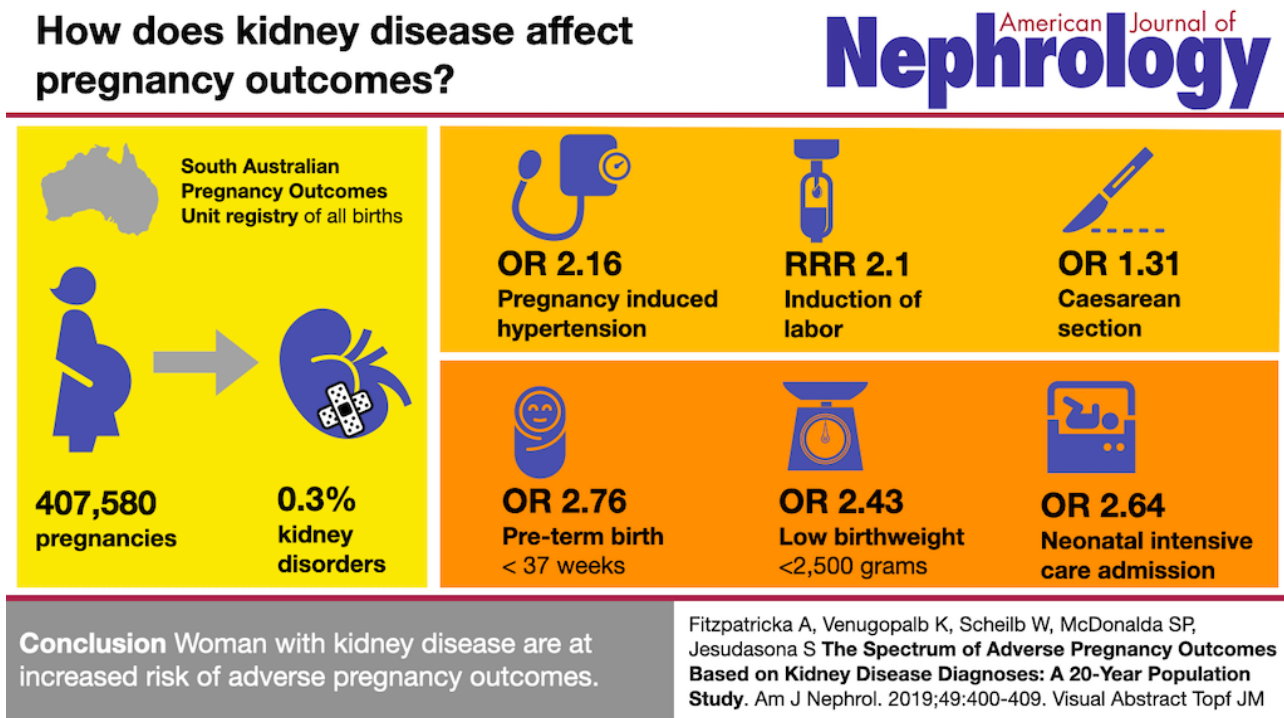 How does kidney disease affect
pregnancy outcomes?
American Journal of
Nephrology
South Australian
Pregnancy Outcomes
Unit registry of all births
407,580
pregnancies
0.3%
kidney
disorders
OR 2.16
Pregnancy induced
hypertension
RRR 2.1
Induction of
labor
OR 1.31
Caesarean
section
OR 2.76
Pre-term birth
< 37 weeks
OR 2.43
Low birthweight
<2,500 grams
OR 2.64
Neonatal intensive
care admission
Conclusion Woman with kidney disease are at
increased risk of adverse pregnancy outcomes.
Fitzpatricka A, Venugopalb K, Scheilb W, McDonalda SP,
Jesudasona S The Spectrum of Adverse Pregnancy Outcomes
Based on Kidney Disease Diagnoses: A 20-Year Population
Study. Am J Nephrol. 2019;49:400-409. Visual Abstract Topf JM